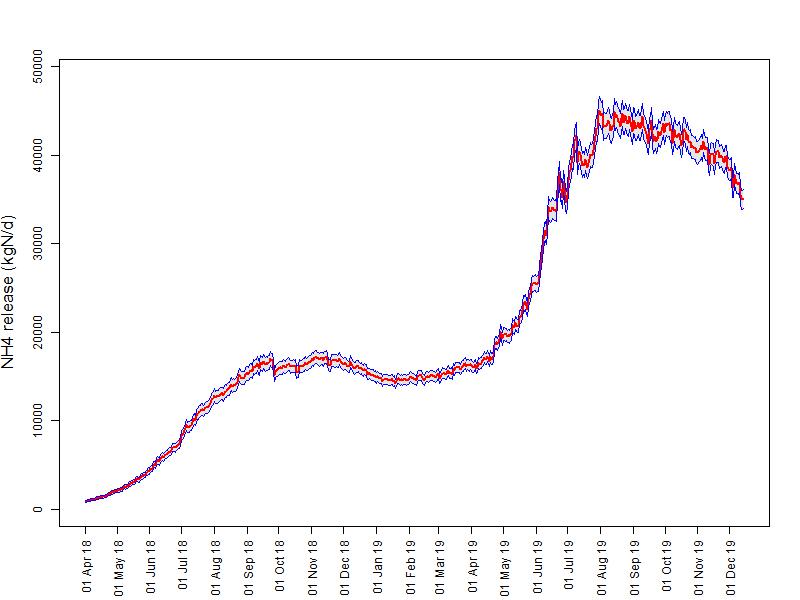 NH4 release (kgN/d)
50000
40000
30000
20000
10000
0
01 Apr 18
01 May 18
01 Jun 18
01 Jul 18
01 Aug 18
01 Sep 18
01 Oct 18
01 Nov 18
01 Dec 18
01 Jan 19
01 Feb 19
01 Mar 19
01 Apr 19
01 May 19
01 Jun 19
01 Jul 19
01 Aug 19
01 Sep 19
01 Oct 19
01 Nov 19
01 Dec 19